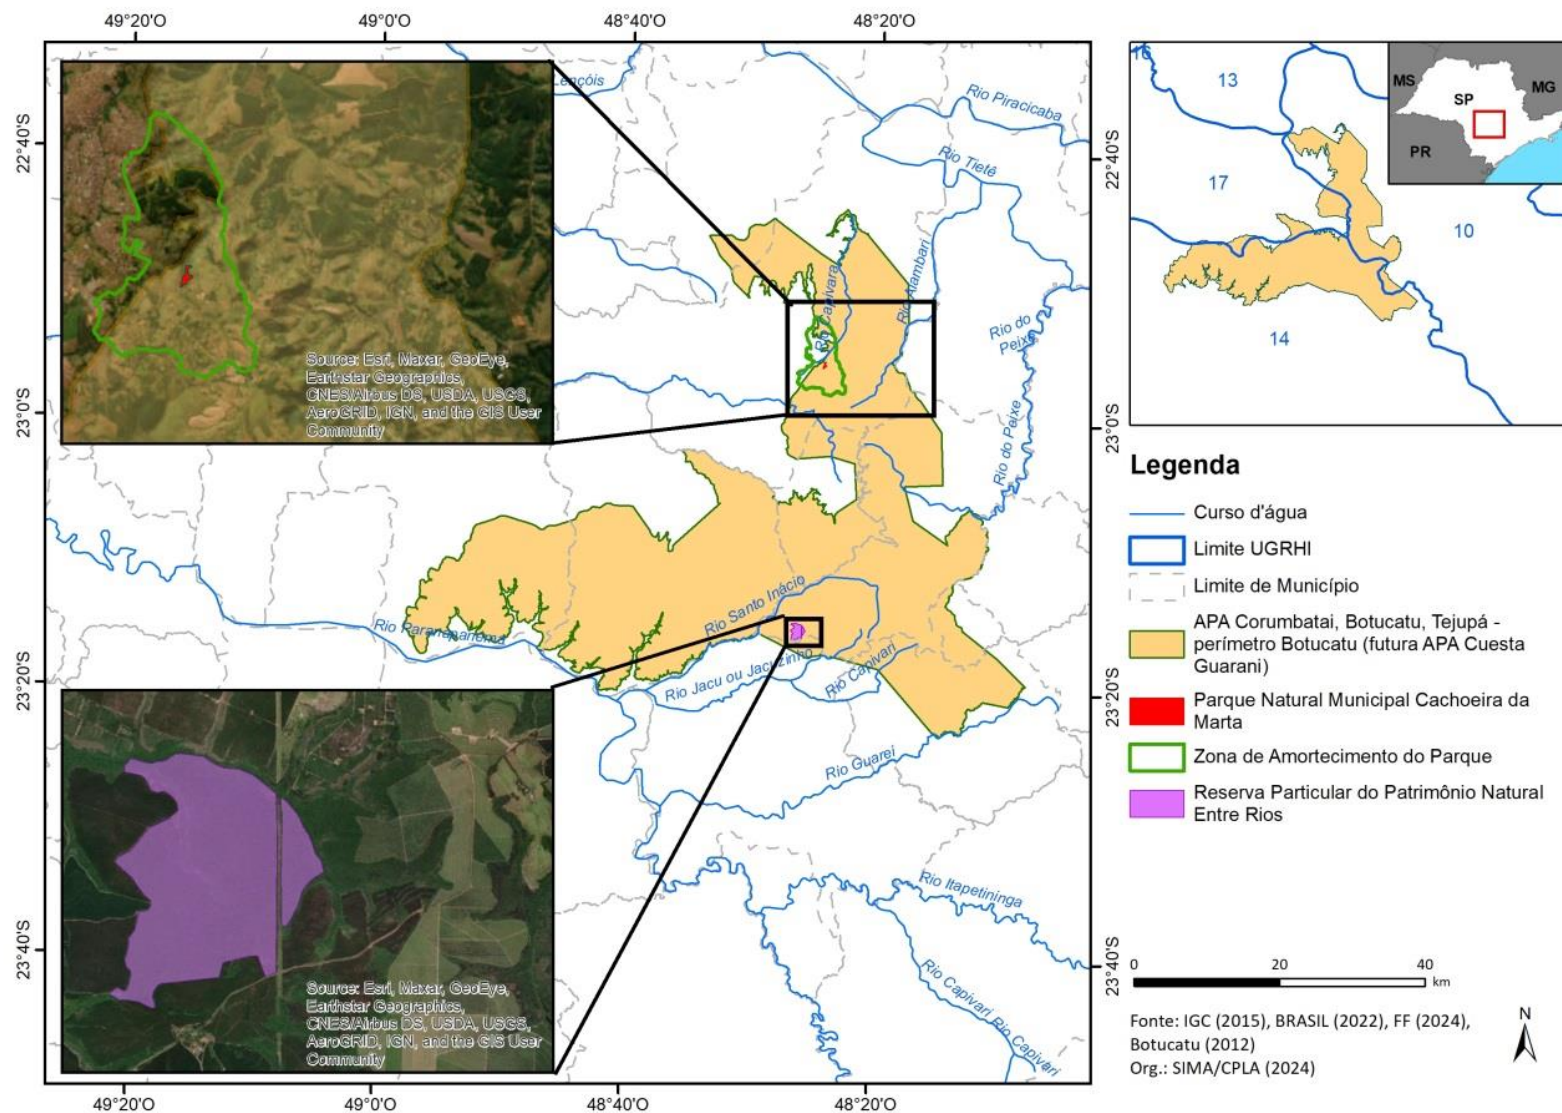 49°20'O
49°0'O
48°40'O
48°20'O
22°40'S
23°0'S
23°20'S
23°40'S
Source: Esri, Maxar, GeoEye,
Earthstar Geographics,
CNES/Airbus DS, USDA, USGS,
AeroGRID, IGN, and the GIS User
Community
Lençóis
Rio Piracicaba
Rio Tietê
Rio Capivara
Rio Alambari
Rio do
Peixe
Rio do Peixe
Rio Santo Inácio
Rio Paranapanema
Rio Jacu ou Jacuzinho
Rio Capivari
Rio Guareí
Rio Itapetininga
Rio Capivari
Rio Capivari
Source: Esri, Maxar, GeoEye,
Earthstar Geographics,
CNES/Airbus DS, USDA, USGS,
AeroGRID, IGN, and the GIS User
Community
22°40'S
23°0'S
23°20'S
23°40'S
49°20'O
49°0'O
48°40'O
48°20'O
16
13
17
10
14
MS
SP
MG
PR
Legenda
Curso d'água
Limite UGRHI
Limite de Município
APA Corumbatai, Botucatu, Tejupá -
perímetro Botucatu (futura APA Cuesta
Guarani)
Parque Natural Municipal Cachoeira da
Marta
Zona de Amortecimento do Parque
Reserva Particular do Patrimônio Natural
Entre Rios
0 20 40
km
Fonte: IGC (2015), BRASIL (2022), FF (2024),
Botucatu (2012)
Org.: SIMA/CPLA (2024)
N